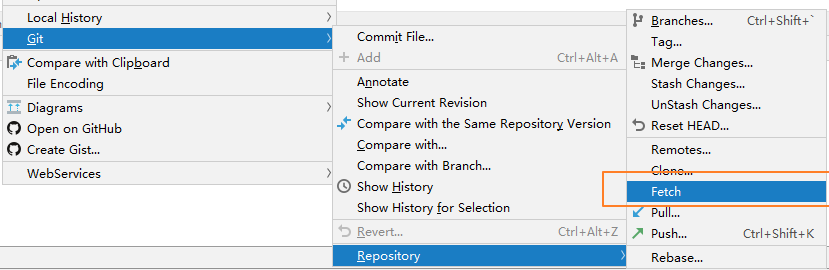 Local History
Git
Compare with Clipboard
File Encoding
Diagrams
Open on GitHub
Create Gist...
WebServices
Commit File...
Add Ctrl+Alt+A
Annotate
Show Current Revision
Compare with the Same Repository Version
Compare with...
Compare with Branch...
Show History
Show History for Selection
Revert... Ctrl+Alt+Z
Repository
Branches... Ctrl+Shift+`
Tag...
Merge Changes...
Stash Changes...
UnStash Changes...
Reset HEAD...
Remotes...
Clone...
Fetch
Pull...
Push... Ctrl+Shift+K
Rebase...